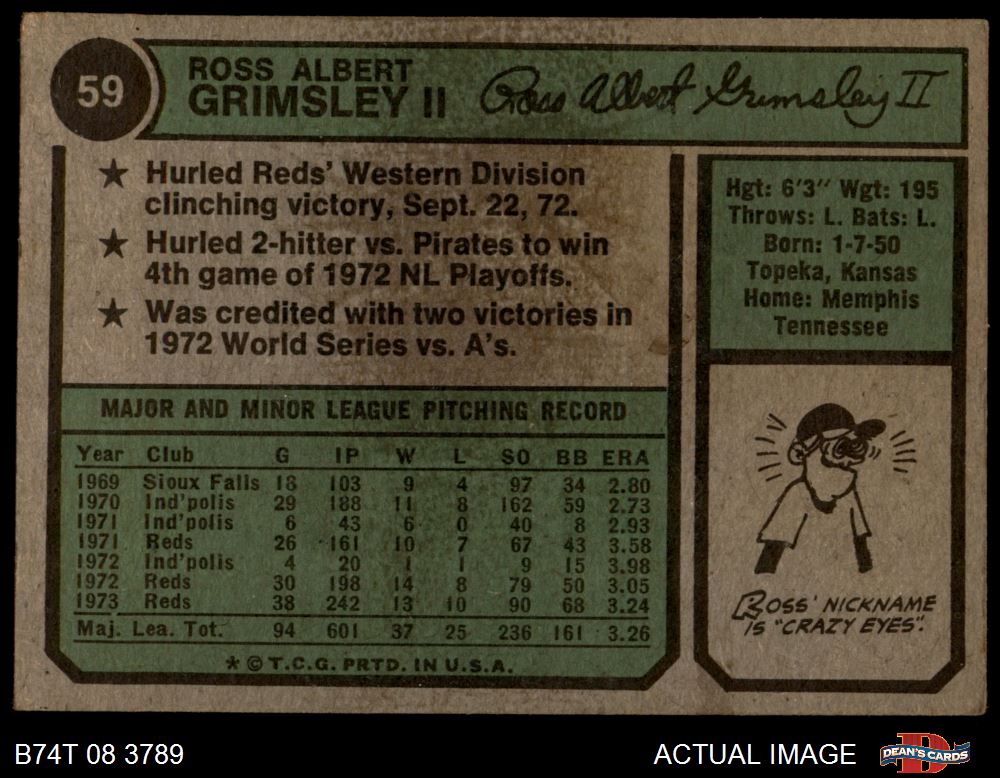 59
ROSS ALBERT
GRIMSLEY II
Ross Albert Grimsley II
★ Hurled Reds' Western Division
clinching victory, Sept. 22, 72.
★ Hurled 2-hitter vs. Pirates to win
4th game of 1972 NL Playoffs.
★ Was credited with two victories in
1972 World Series vs. A's.
Hgt: 6'3" Wgt: 195
Throws: L. Bats: L.
Born: 1-7-50
Topeka, Kansas
Home: Memphis
Tennessee
MAJOR AND MINOR LEAGUE PITCHING RECORD
Year Club G IP W L SO BB ERA
1969 Sioux Falls 18 103 9 4 97 34 2.80
1970 Ind'polis 29 188 11 8 162 59 2.73
1971 Ind'polis 6 43 6 0 40 8 2.93
1971 Reds 26 161 10 7 67 43 3.58
1972 Ind'polis 4 20 1 1 9 15 3.98
1972 Reds 30 198 14 8 79 50 3.05
1973 Reds 38 242 13 10 90 68 3.24
Maj. Lea. Tot. 94 601 37 25 236 161 3.26
★ © T.C.G. PRTD. IN U.S.A.
ROSS' NICKNAME
IS "CRAZY EYES".
B74T 08 3789
ACTUAL IMAGE
D
DEAN'S CARDS